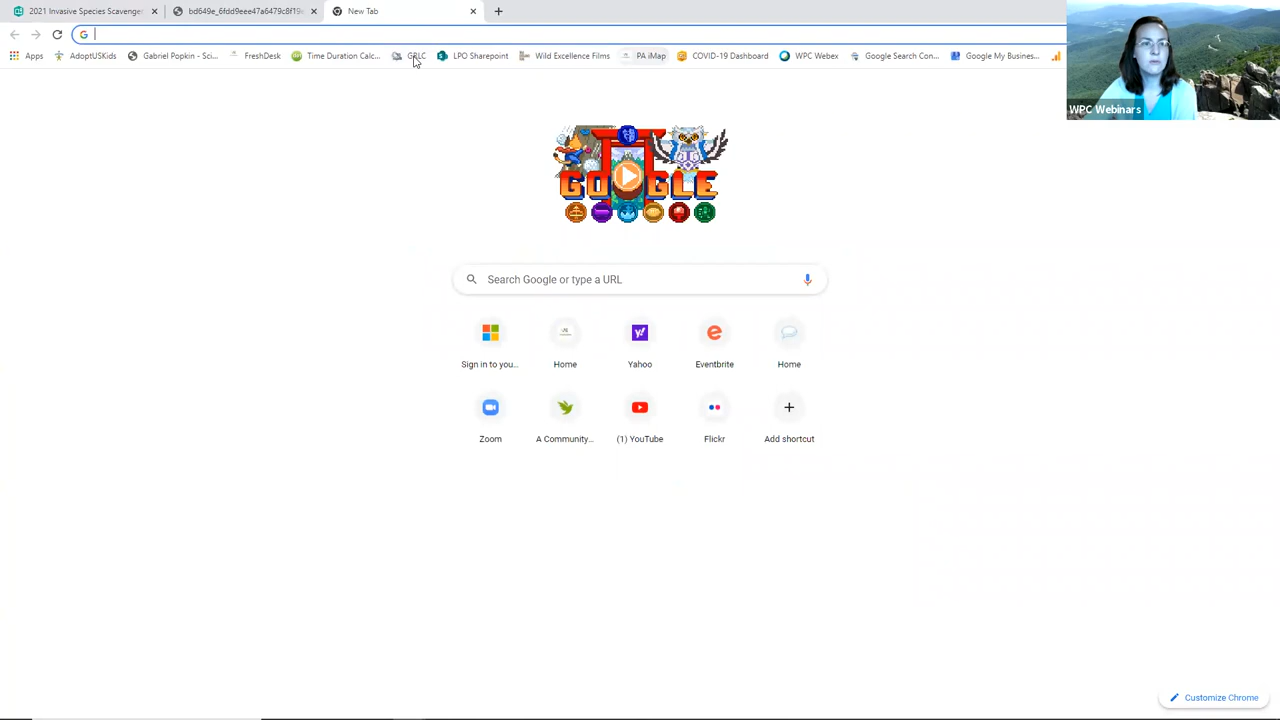 2021 Invasive Species Scavenge
bd649e_6fdd9eee47a6479c8f19e
New Tab
Apps
AdoptUSKids
Gabriel Popkin - Sci...
FreshDesk
Time Duration Calc...
GRLC
LPO Sharepoint
Wild Excellence Films
PA iMap
COVID-19 Dashboard
WPC Webex
Google Search Con...
Google My Busines...
WPC Webinars
GOOGLE
Search Google or type a URL
Sign in to you...
Home
Yahoo
Eventbrite
Home
Zoom
A Community...
(1) YouTube
Flickr
Add shortcut
Customize Chrome